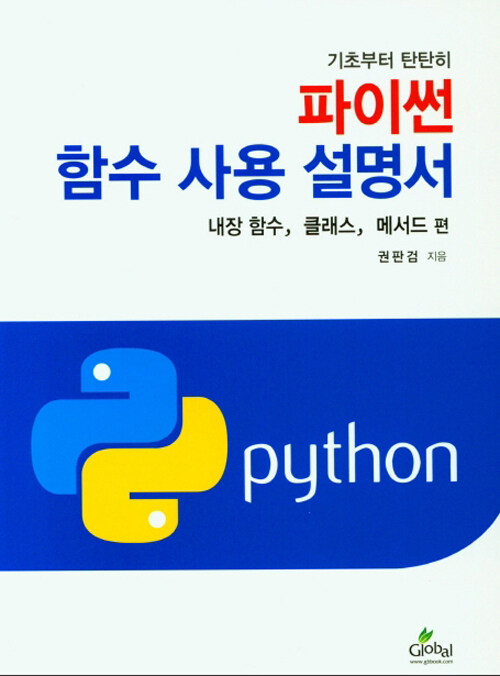 기초부터 탄탄히
파이썬
함수 사용 설명서
내장 함수, 클래스, 메서드 편
권판검 지음
python
Global
www.gbbook.com